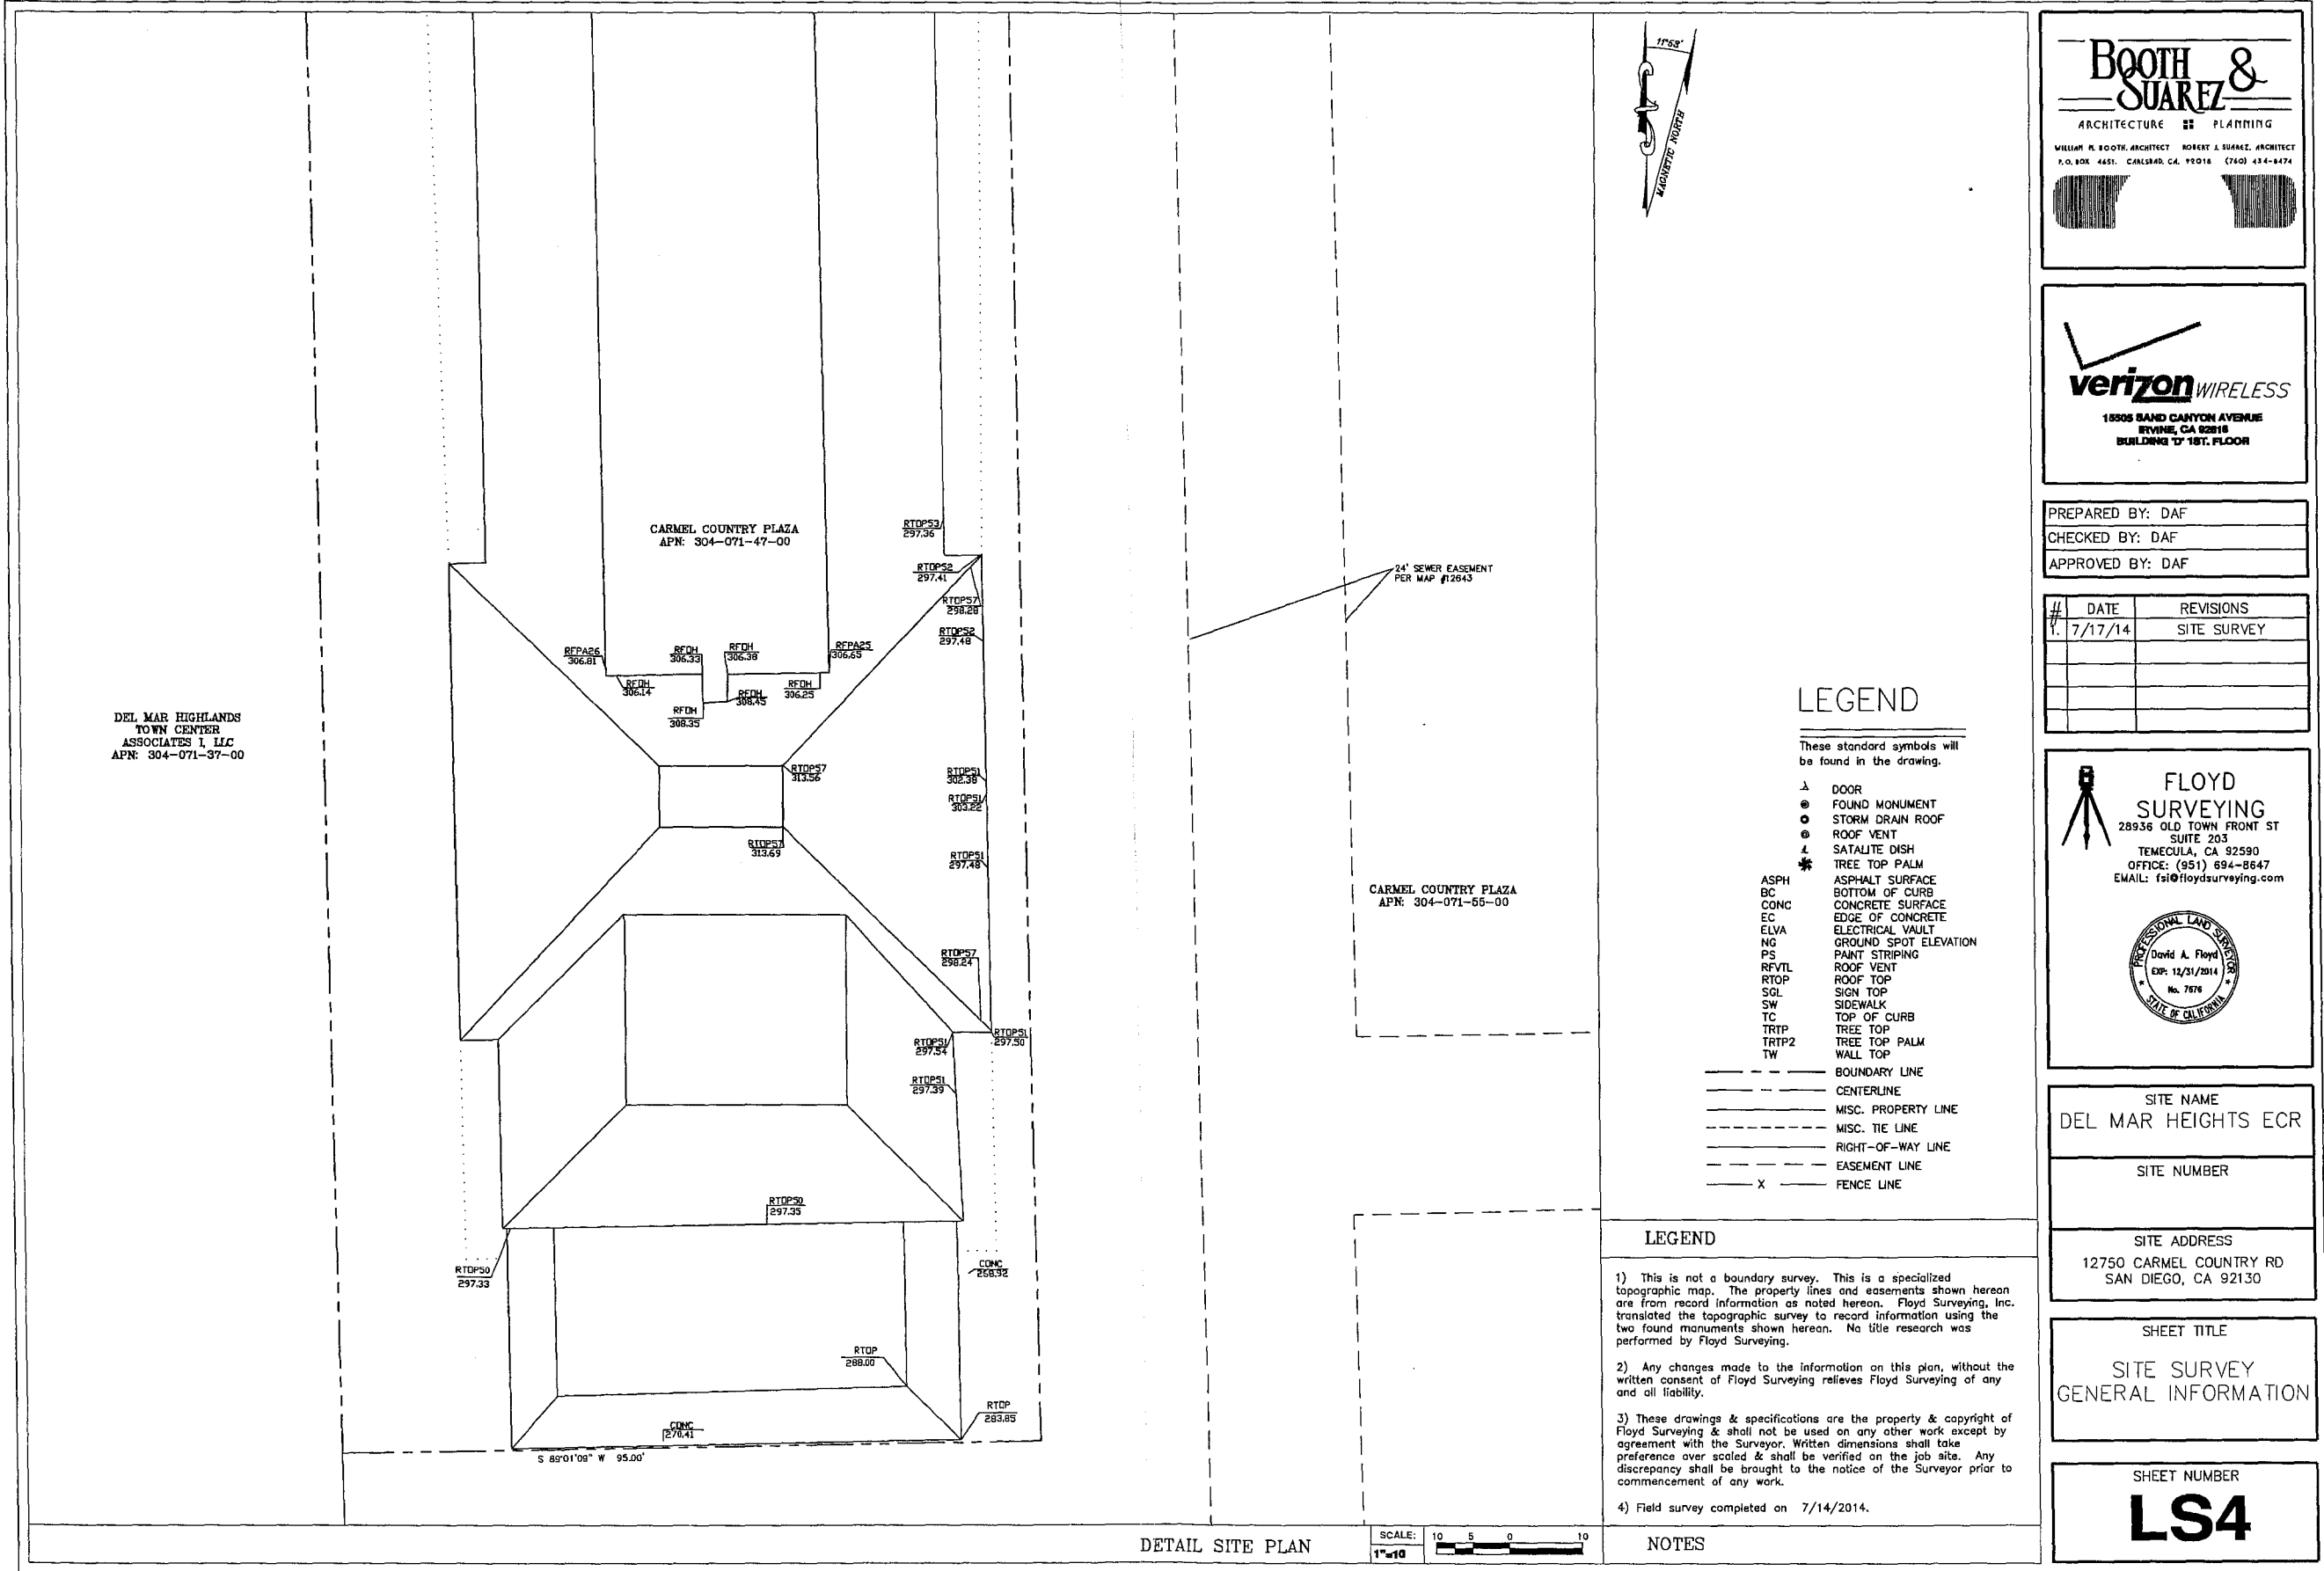 11°53'
MAGNETIC NORTH
CARMEL COUNTRY PLAZA
APN: 304-071-47-00
RTOP53
297.36
RTOP52
297.41
RTOP57
298.28
RTOP52
297.48
24' SEWER EASEMENT
PER MAP #12643
RFPA26
306.81
RFDH
306.33
RFDH
306.38
RFPA25
306.65
RFDH
306.14
RFDH
308.45
RFDH
306.25
RFDH
308.35
DEL MAR HIGHLANDS
TOWN CENTER
ASSOCIATES I, LLC
APN: 304-071-37-00
RTOP57
313.56
RTOP51
302.38
RTOP51
303.22
RTOP57
313.69
RTOP51
297.48
CARMEL COUNTRY PLAZA
APN: 304-071-55-00
RTOP57
298.24
RTOP51
297.50
RTOP51
297.54
RTOP51
297.39
RTOP50
297.35
RTOP50
297.33
CONC
268.92
RTOP
288.00
RTOP
283.85
CONC
270.41
S 89°01'09" W 95.00'
DETAIL SITE PLAN
SCALE:
1"=10
10 5 0 10
LEGEND
These standard symbols will
be found in the drawing.
DOOR
FOUND MONUMENT
STORM DRAIN ROOF
ROOF VENT
SATALITE DISH
TREE TOP PALM
ASPH ASPHALT SURFACE
BC BOTTOM OF CURB
CONC CONCRETE SURFACE
EC EDGE OF CONCRETE
ELVA ELECTRICAL VAULT
NG GROUND SPOT ELEVATION
PS PAINT STRIPING
RFVTL ROOF VENT
RTOP ROOF TOP
SGL SIGN TOP
SW SIDEWALK
TC TOP OF CURB
TRTP TREE TOP
TRTP2 TREE TOP PALM
TW WALL TOP
BOUNDARY LINE
CENTERLINE
MISC. PROPERTY LINE
MISC. TIE LINE
RIGHT-OF-WAY LINE
EASEMENT LINE
X FENCE LINE
LEGEND
1) This is not a boundary survey. This is a specialized
topographic map. The property lines and easements shown hereon
are from record information as noted hereon. Floyd Surveying, Inc.
translated the topographic survey to record information using the
two found monuments shown hereon. No title research was
performed by Floyd Surveying.
2) Any changes made to the information on this plan, without the
written consent of Floyd Surveying relieves Floyd Surveying of any
and all liability.
3) These drawings & specifications are the property & copyright of
Floyd Surveying & shall not be used on any other work except by
agreement with the Surveyor. Written dimensions shall take
preference over scaled & shall be verified on the job site. Any
discrepancy shall be brought to the notice of the Surveyor prior to
commencement of any work.
4) Field survey completed on 7/14/2014.
NOTES
BOOTH &
SUAREZ
ARCHITECTURE PLANNING
WILLIAM R. BOOTH, ARCHITECT ROBERT J. SUAREZ, ARCHITECT
P.O. BOX 4651, CARLSBAD, CA. 92018 (760) 434-8474
verizon WIRELESS
15505 SAND CANYON AVENUE
IRVINE, CA 92618
BUILDING 'D' 1ST. FLOOR
PREPARED BY: DAF
CHECKED BY: DAF
APPROVED BY: DAF
# DATE REVISIONS
1. 7/17/14 SITE SURVEY
FLOYD
SURVEYING
28936 OLD TOWN FRONT ST
SUITE 203
TEMECULA, CA 92590
OFFICE: (951) 694-8647
EMAIL: fsi@floydsurveying.com
PROFESSIONAL LAND SURVEYOR
David A. Floyd
EXP: 12/31/2014
No. 7676
STATE OF CALIFORNIA
SITE NAME
DEL MAR HEIGHTS ECR
SITE NUMBER
SITE ADDRESS
12750 CARMEL COUNTRY RD
SAN DIEGO, CA 92130
SHEET TITLE
SITE SURVEY
GENERAL INFORMATION
SHEET NUMBER
LS4